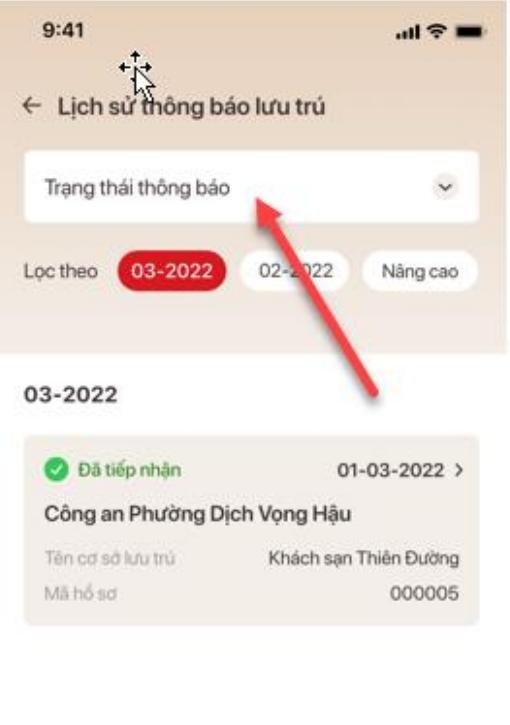 9:41
← Lịch sử thông báo lưu trú
Trạng thái thông báo
Lọc theo 03-2022 02-2022 Nâng cao
03-2022
Đã tiếp nhận 01-03-2022 >
Công an Phường Dịch Vọng Hậu
Tên cơ sở lưu trú Khách sạn Thiên Đường
Mã hồ sơ 000005